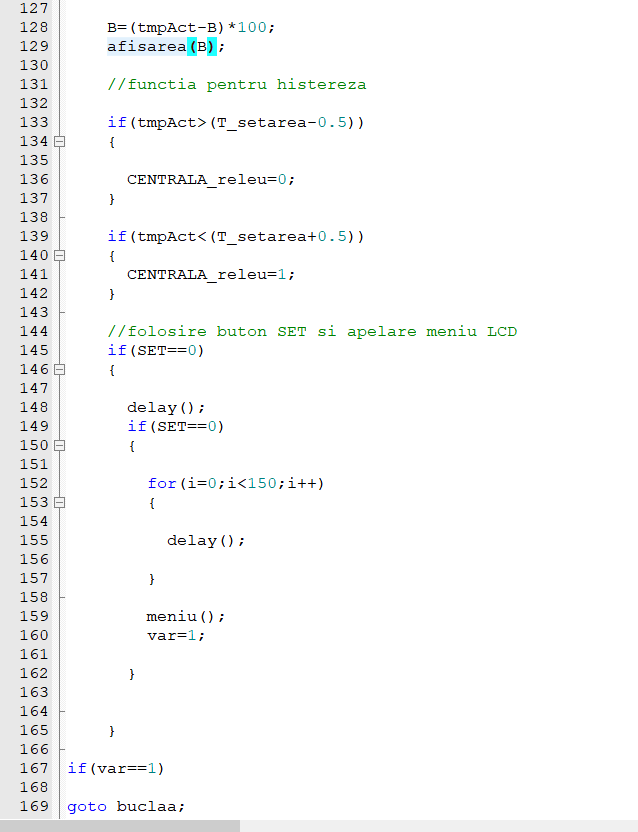 127
128 B=(tmpAct-B)*100;
129 afisarea(B);
130
131 //functia pentru histereza
132
133 if(tmpAct>(T_setarea-0.5))
134 {
135
136 CENTRALA_releu=0;
137 }
138
139 if(tmpAct<(T_setarea+0.5))
140 {
141 CENTRALA_releu=1;
142 }
143
144 //folosire buton SET si apelare meniu LCD
145 if(SET==0)
146 {
147
148 delay();
149 if(SET==0)
150 {
151
152 for(i=0;i<150;i++)
153 {
154
155 delay();
156
157 }
158
159 meniu();
160 var=1;
161
162 }
163
164
165 }
166
167 if(var==1)
168
169 goto buclaa;